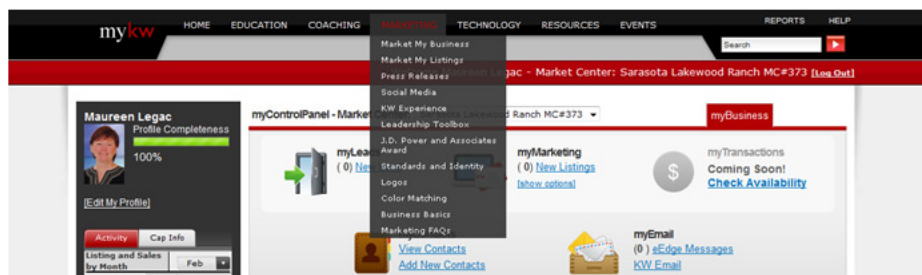 mykw
HOME EDUCATION COACHING MARKETING TECHNOLOGY RESOURCES EVENTS
REPORTS HELP
Search
Market My Business
Market My Listings
Press Releases
Social Media
KW Experience
Leadership Toolbox
J.D. Power and Associates
Award
Standards and Identity
Logos
Color Matching
Business Basics
Marketing FAQs
Legac - Market Center: Sarasota Lakewood Ranch MC#373 [Log Out]
Maureen Legac
Profile Completeness
100%
[Edit My Profile]
Activity Cap Info
Listing and Sales
by Month
Feb
myControlPanel - Market
Ranch MC#373
myBusiness
( 0)
myMarketing
( 0) New Listings
[show options]
$
myTransactions
Coming Soon!
Check Availability
View Contacts
Add New Contacts
myEmail
(0 ) eEdge Messages
KW Email